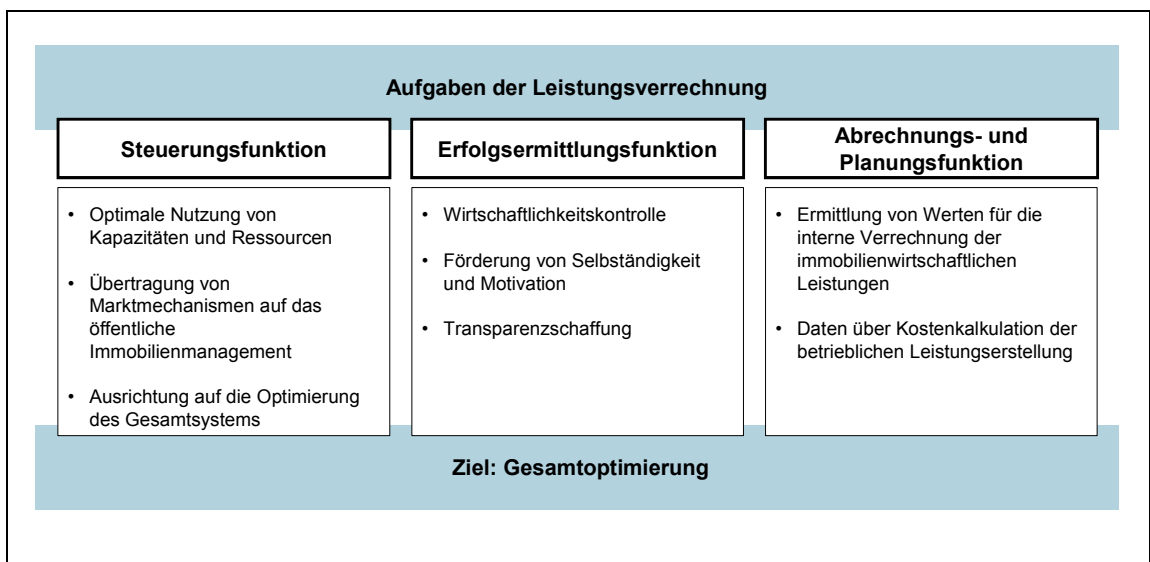 Aufgaben der Leistungsverrechnung
Steuerungsfunktion
• Optimale Nutzung von
Kapazitäten und Ressourcen
• Übertragung von
Marktmechanismen auf das
öffentliche
Immobilienmanagement
• Ausrichtung auf die Optimierung
des Gesamtsystems
Erfolgsermittlungsfunktion
• Wirtschaftlichkeitskontrolle
• Förderung von Selbständigkeit
und Motivation
• Transparenzschaffung
Abrechnungs- und
Planungsfunktion
• Ermittlung von Werten für die
interne Verrechnung der
immobilienwirtschaftlichen
Leistungen
• Daten über Kostenkalkulation der
betrieblichen Leistungserstellung
Ziel: Gesamtoptimierung